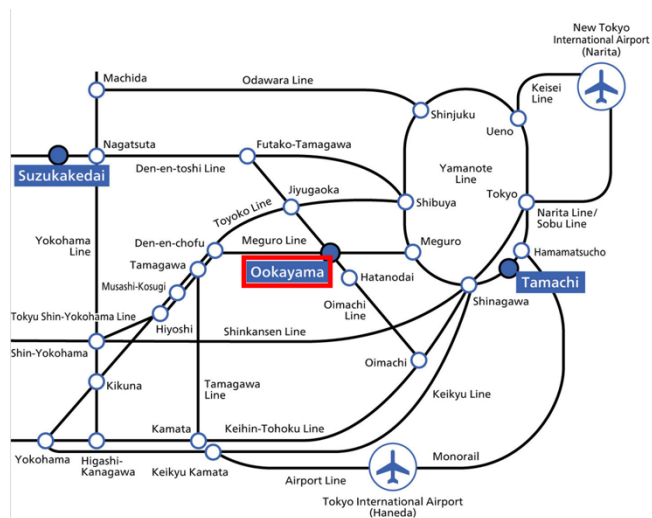 New Tokyo
International Airport
(Narita)
Machida
Odawara Line
Keisei
Line
Shinjuku
Ueno
Nagatsuta
Futako-Tamagawa
Suzukakedai
Den-en-toshi Line
Yamanote
Line
Jiyugaoka
Tokyo
Toyoko Line
Shibuya
Narita Line/
Sobu Line
Yokohama
Line
Den-en-chofu
Meguro Line
Meguro
Hamamatsucho
Tamagawa
Ookayama
Hatanodai
Tamachi
Musashi-Kosugi
Oimachi
Line
Shinagawa
Tokyu Shin-Yokohama Line
Hiyoshi
Shinkansen Line
Shin-Yokohama
Oimachi
Kikuna
Tamagawa
Line
Keikyu Line
Kamata
Keihin-Tohoku Line
Yokohama
Higashi-
Kanagawa
Keikyu Kamata
Airport Line
Monorail
Tokyo International Airport
(Haneda)